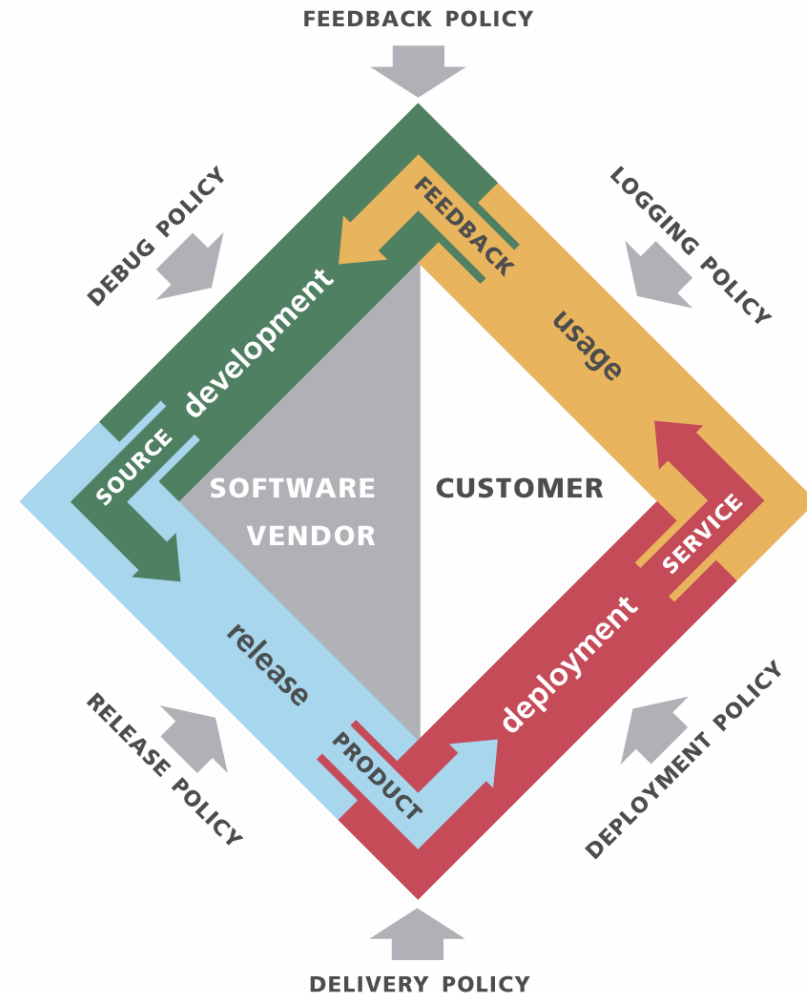 FEEDBACK POLICY
DEBUG POLICY
LOGGING POLICY
FEEDBACK
development
usage
SOURCE
SOFTWARE
VENDOR
CUSTOMER
SERVICE
release
deployment
PRODUCT
RELEASE POLICY
DEPLOYMENT POLICY
DELIVERY POLICY